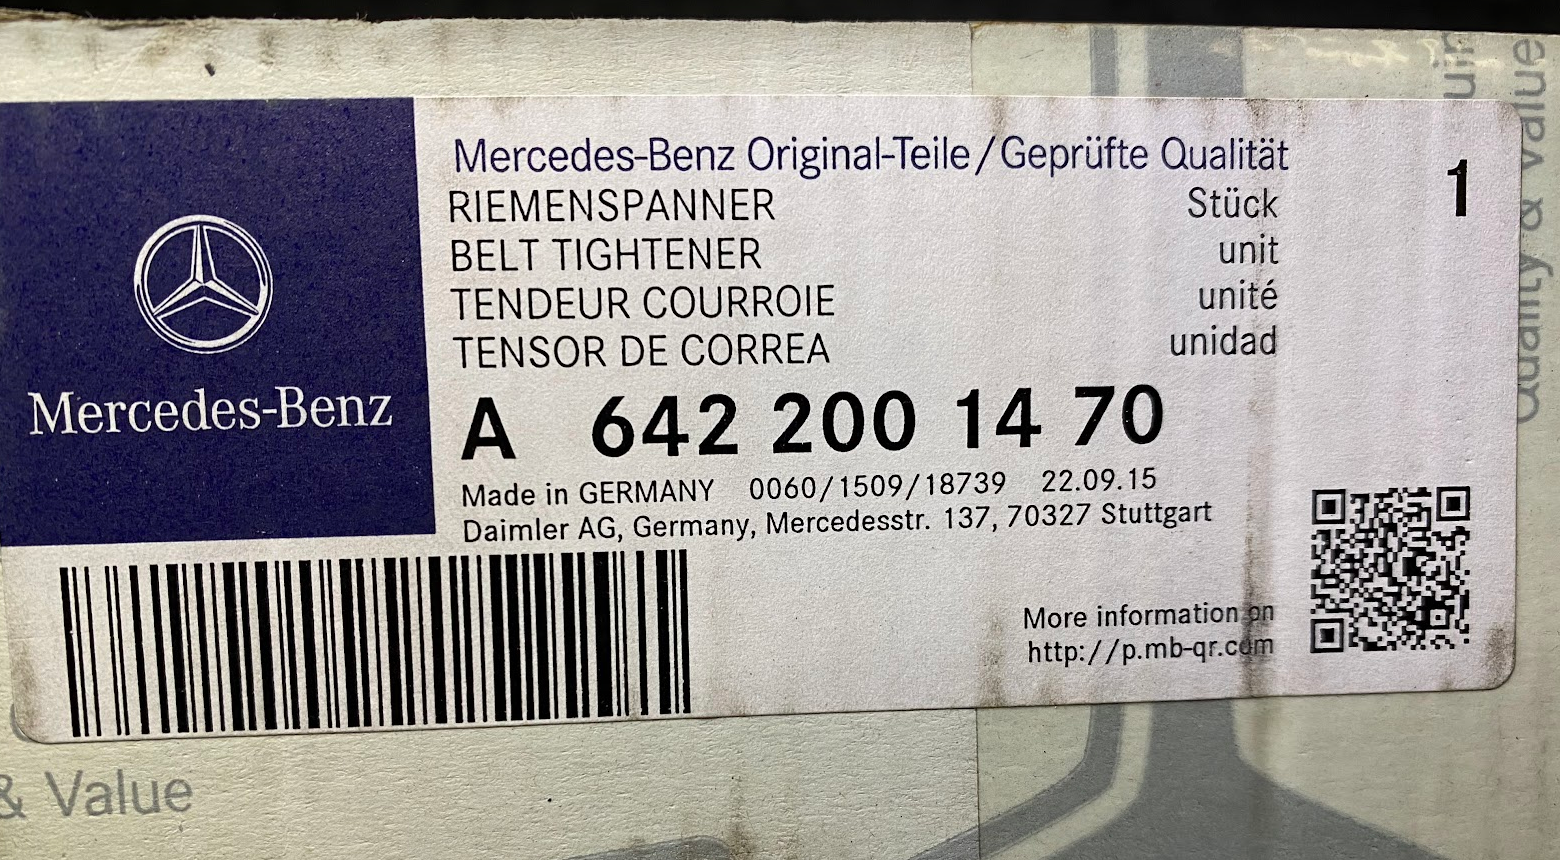 Mercedes-Benz
Mercedes-Benz Original-Teile/Geprüfte Qualität
RIEMENSPANNER Stück 1
BELT TIGHTENER unit
TENDEUR COURROIE unité
TENSOR DE CORREA unidad
A 642 200 14 70
Made in GERMANY 0060/1509/18739 22.09.15
Daimler AG, Germany, Mercedesstr. 137, 70327 Stuttgart
More information on
http://p.mb-qr.com
& Value
Quality & Value